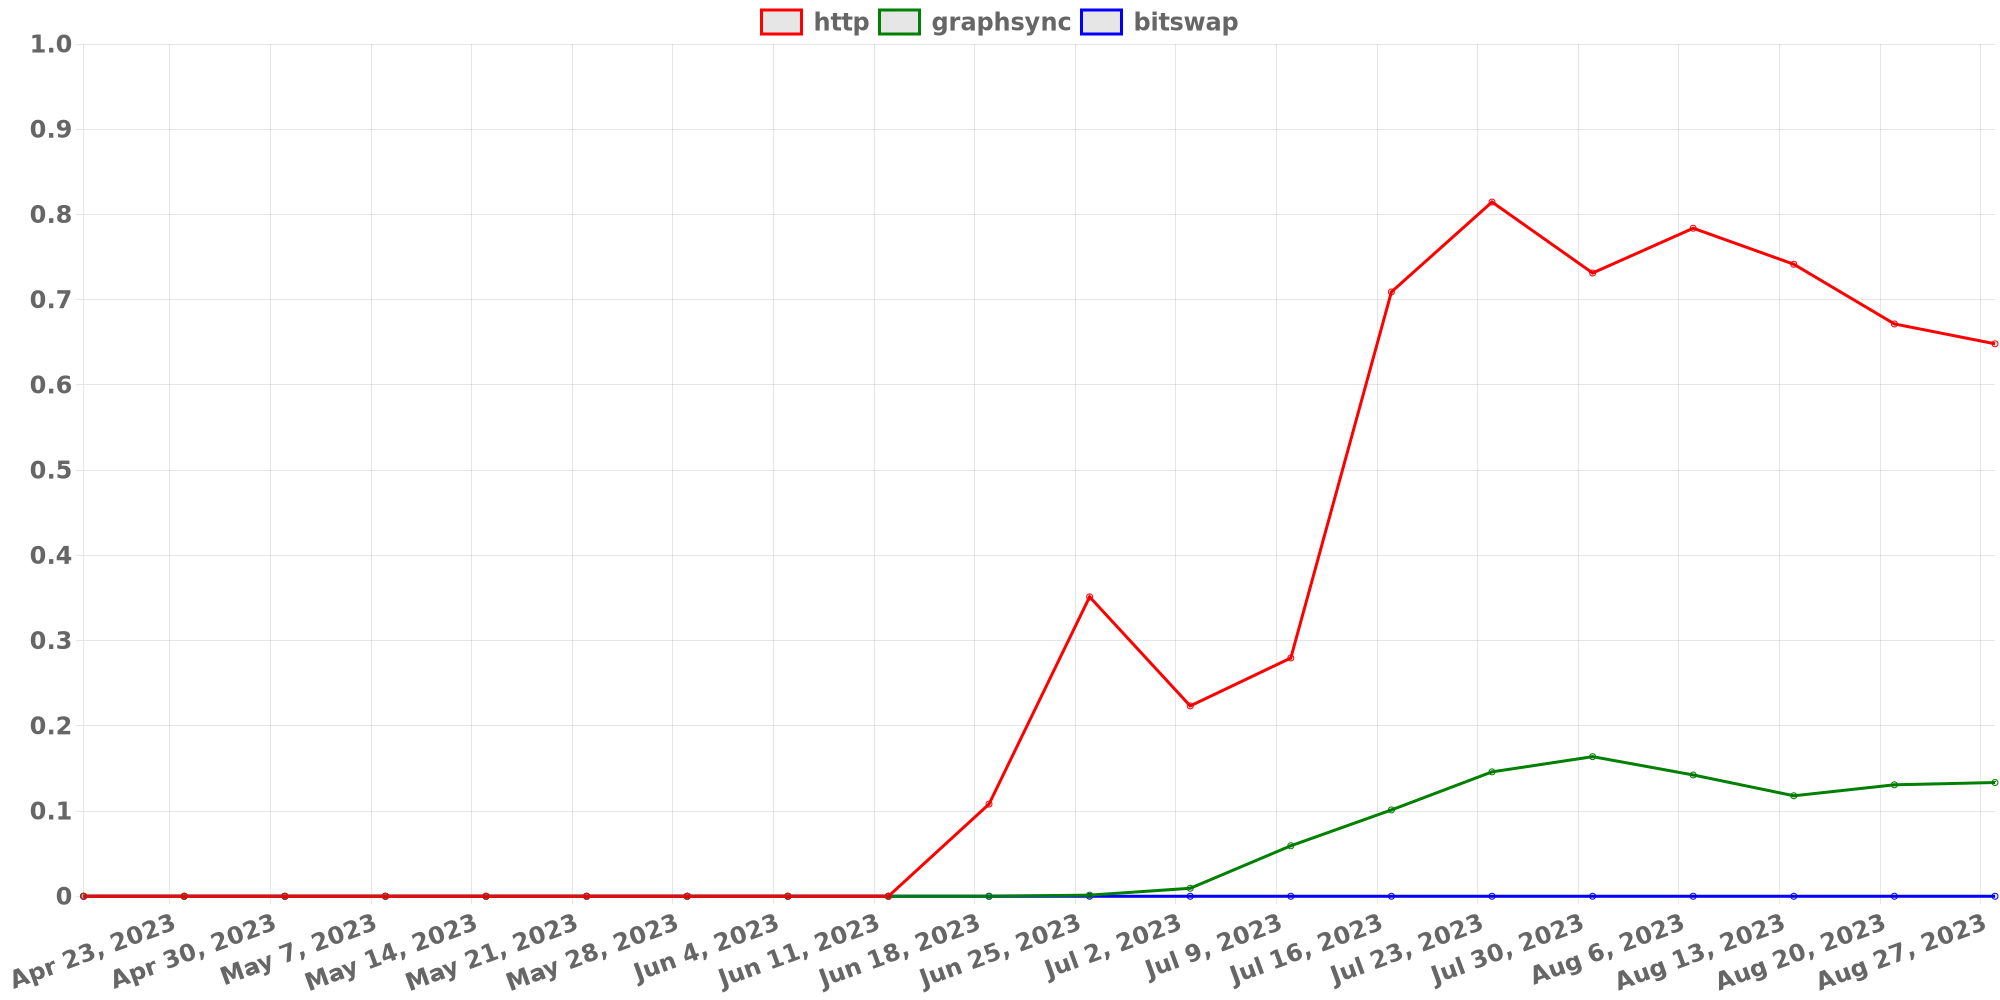 http graphsync bitswap
1.0
0.9
0.8
0.7
0.6
0.5
0.4
0.3
0.2
0.1
0
Apr 23, 2023
Apr 30, 2023
May 7, 2023
May 14, 2023
May 21, 2023
May 28, 2023
Jun 4, 2023
Jun 11, 2023
Jun 18, 2023
Jun 25, 2023
Jul 2, 2023
Jul 9, 2023
Jul 16, 2023
Jul 23, 2023
Jul 30, 2023
Aug 6, 2023
Aug 13, 2023
Aug 20, 2023
Aug 27, 2023